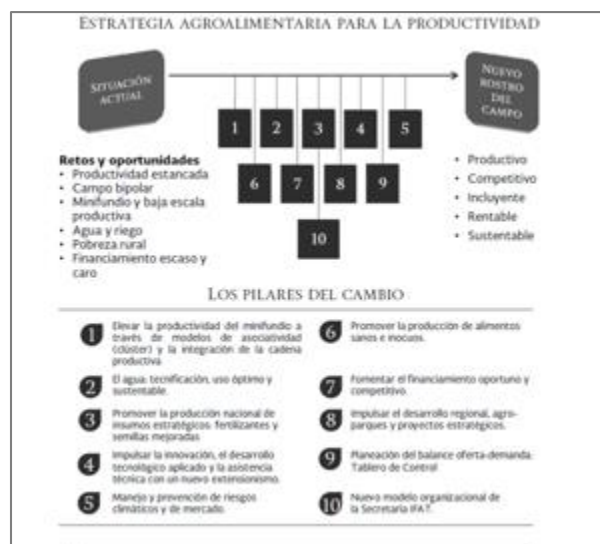 ESTRATEGIA AGROALIMENTARIA PARA LA PRODUCTIVIDAD
SITUACIÓN
ACTUAL
NUEVO
ROSTRO
DEL
CAMPO
1 2 3 4 5
6 7 8 9
10
Retos y oportunidades
• Productividad estancada
• Campo bipolar
• Minifundio y baja escala
productiva
• Agua y riego
• Pobreza rural
• Financiamiento escaso y
caro
• Productivo
• Competitivo
• Incluyente
• Rentable
• Sustentable
LOS PILARES DEL CAMBIO
1 Elevar la productividad del minifundio a
través de modelos de asociatividad
(clúster) y la integración de la cadena
productiva.
2 El agua: tecnificación, uso óptimo y
sustentable.
3 Promover la producción nacional de
insumos estratégicos: fertilizantes y
semillas mejoradas
4 Impulsar la innovación, el desarrollo
tecnológico aplicado y la asistencia
técnica con un nuevo extensionismo.
5 Manejo y prevención de riesgos
climáticos y de mercado.
6 Promover la producción de alimentos
sanos e inocuos.
7 Fomentar el financiamiento oportuno y
competitivo.
8 Impulsar el desarrollo regional, agro-
parques y proyectos estratégicos.
9 Planeación del balance oferta-demanda:
Tablero de Control
10 Nuevo modelo organizacional de
la Secretaría